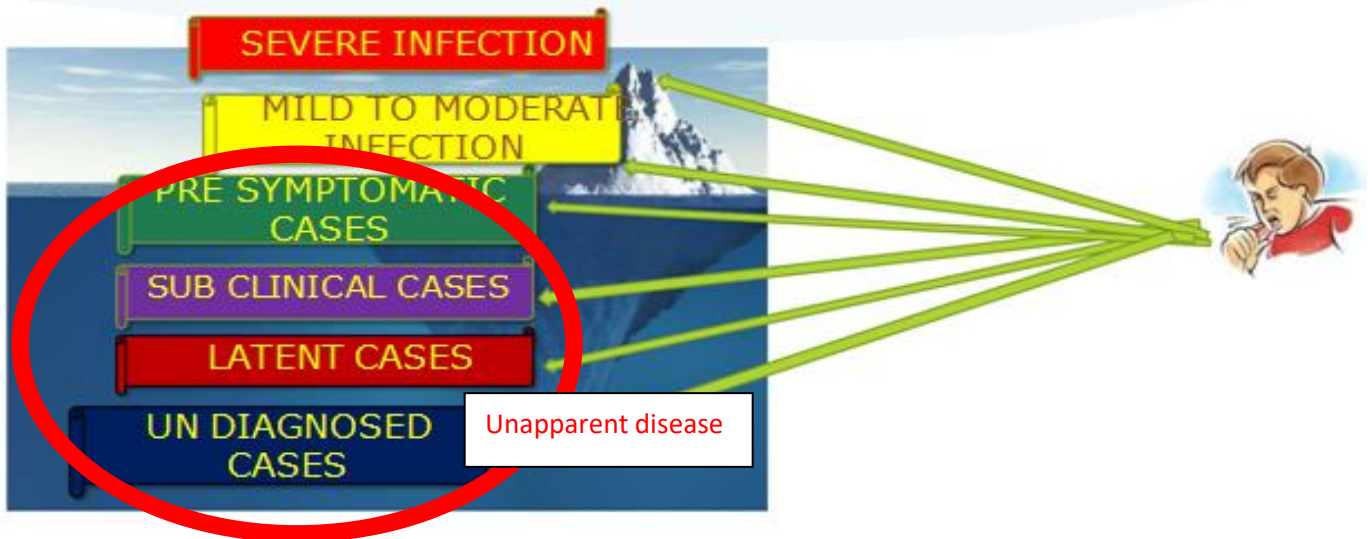 SEVERE INFECTION
MILD TO MODERATE
INFECTION
PRE SYMPTOMATIC
CASES
SUB CLINICAL CASES
LATENT CASES
UN DIAGNOSED
CASES
Unapparent disease